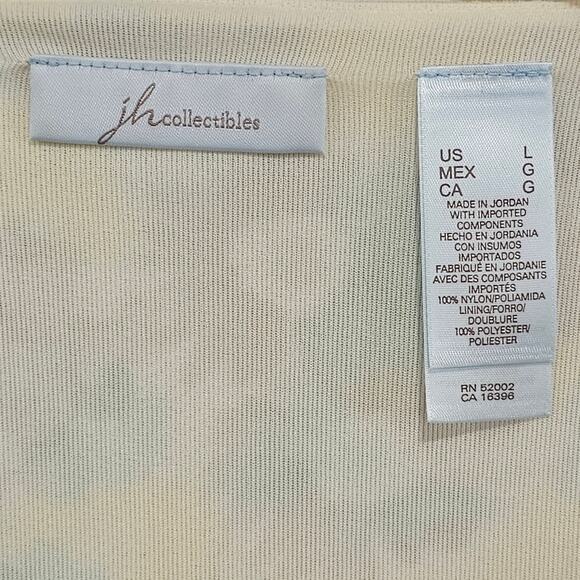 jh collectibles
US L
MEX G
CA G
MADE IN JORDAN
WITH IMPORTED
COMPONENTS
HECHO EN JORDANIA
CON INSUMOS
IMPORTADOS
FABRIQUÉ EN JORDANIE
AVEC DES COMPOSANTS
IMPORTÉS
100% NYLON/POLIAMIDA
LINING/FORRO/
DOUBLURE
100% POLYESTER/
POLIESTER
RN 52002
CA 16396